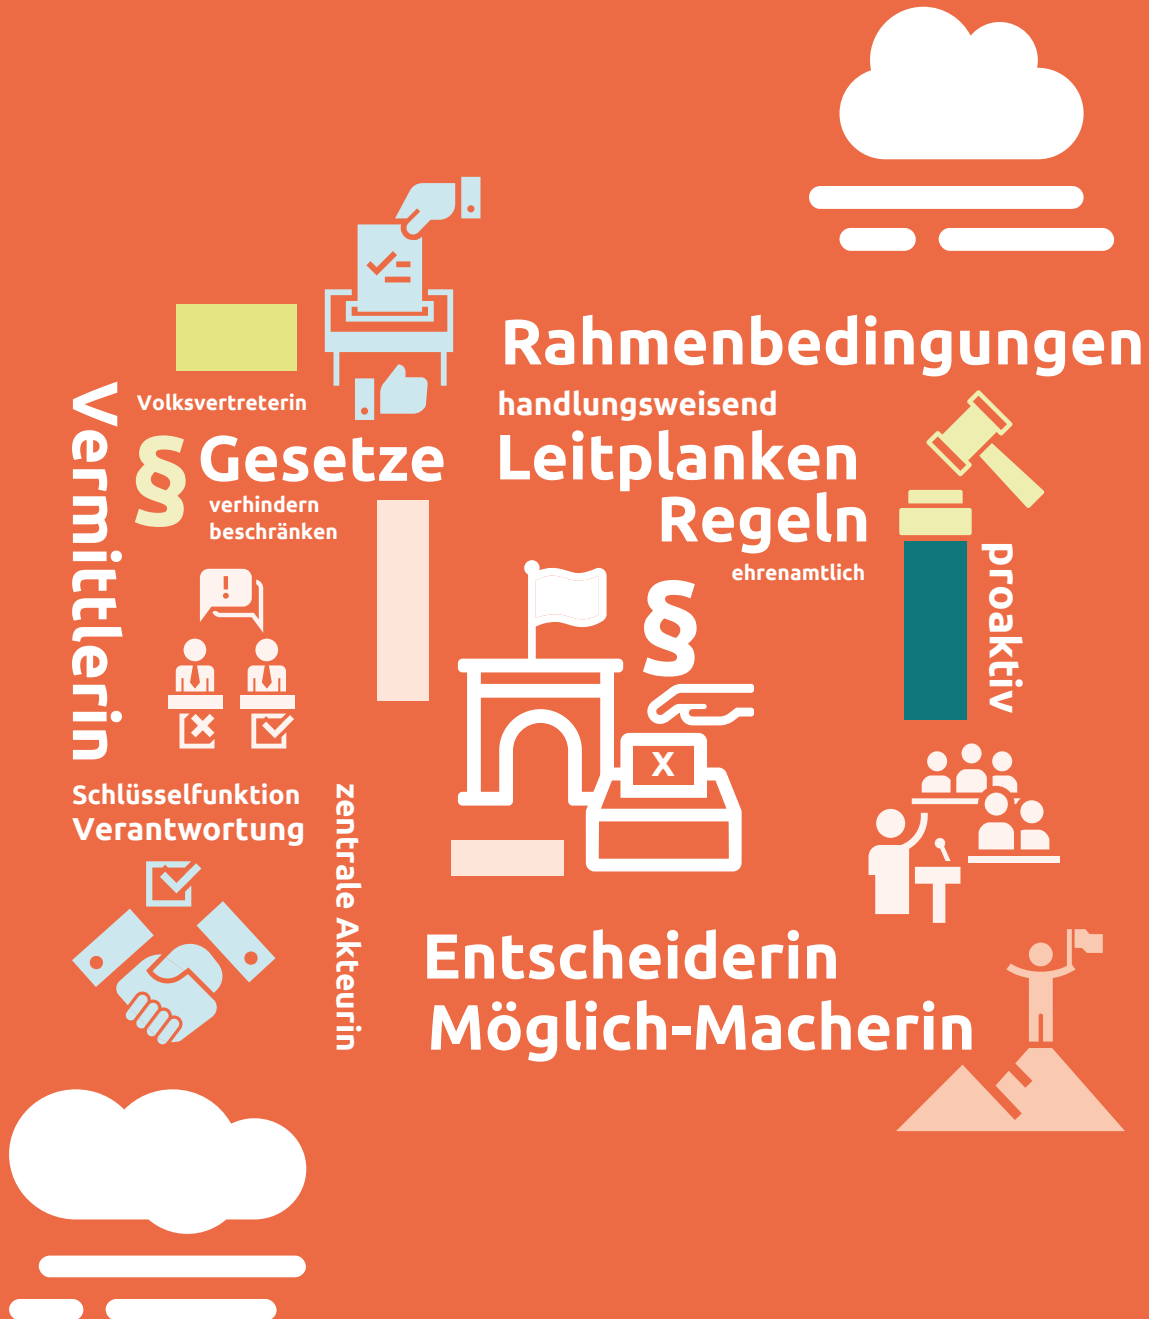 Rahmenbedingungen
Volksvertreterin
handlungsweisend
Vermittlerin
§ Gesetze
Leitplanken
verhindern
beschränken
Regeln
ehrenamtlich
proaktiv
!
§
X
Schlüsselfunktion
Verantwortung
zentrale Akteurin
Entscheiderin
Möglich-Macherin